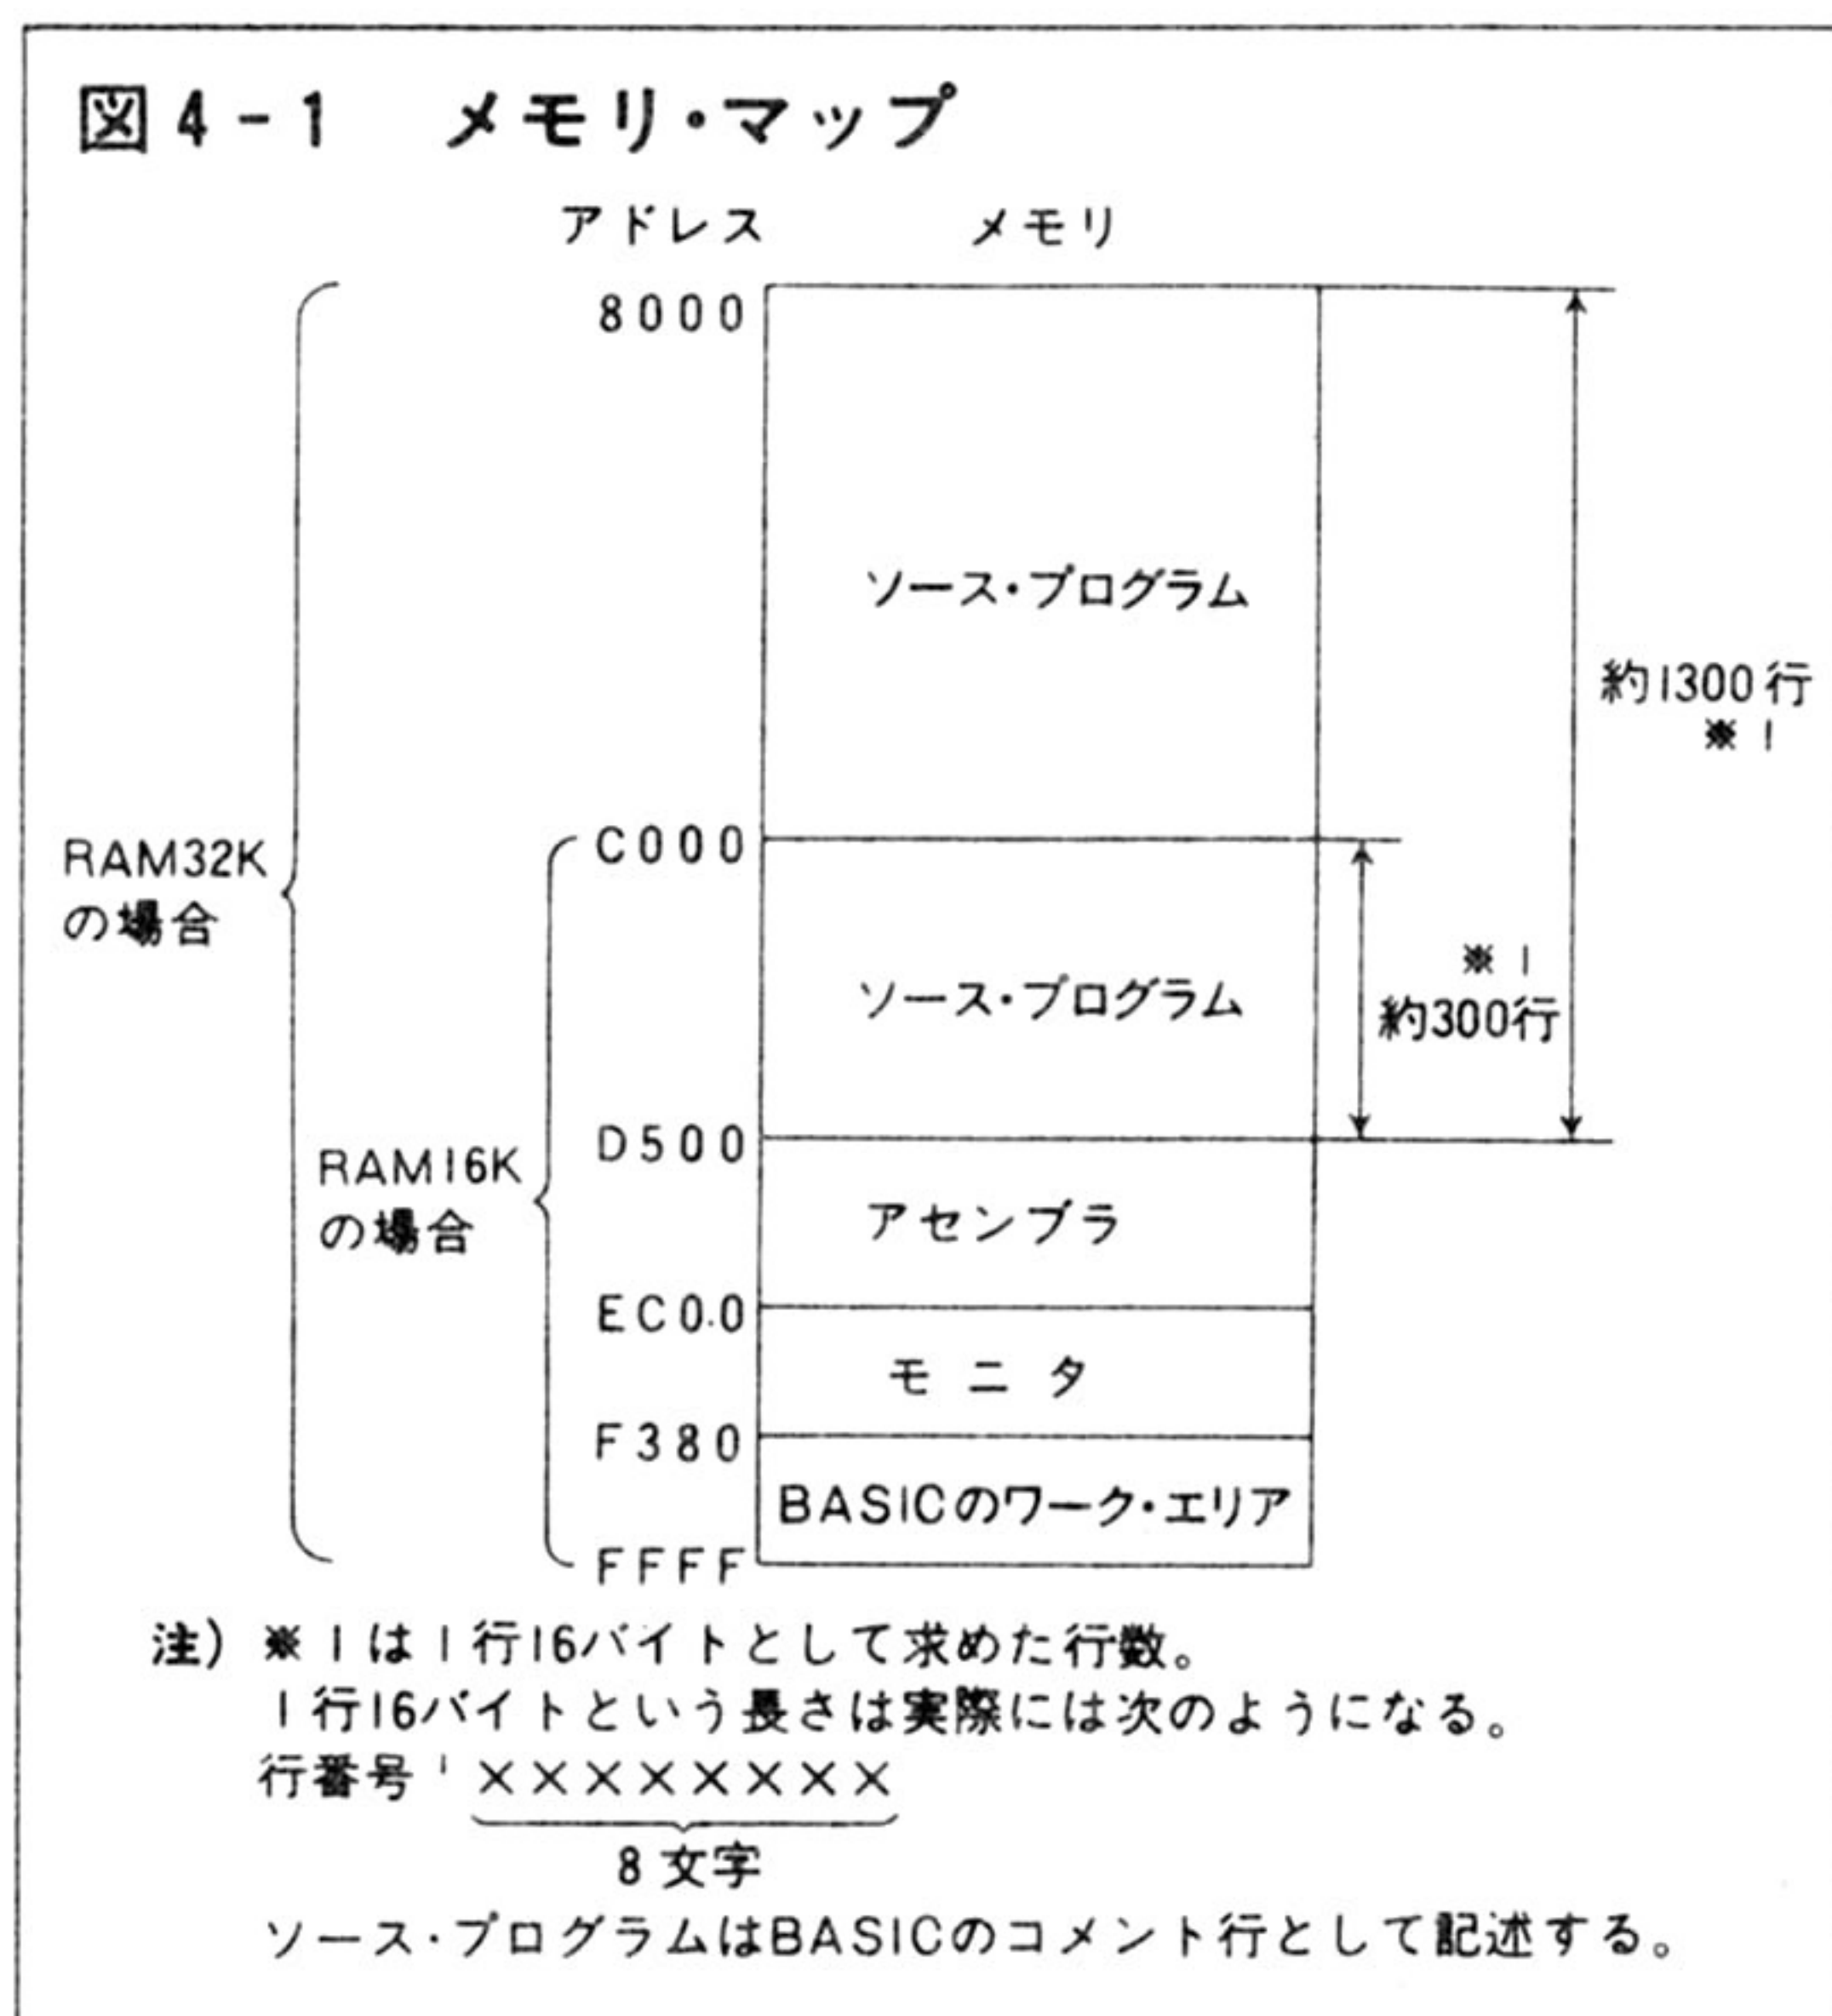 図4-1 メモリ・マップ
アドレス メモリ
8000
ソース・プログラム
約1300行
※1
C000
RAM32K
の場合
ソース・プログラム
※1
約300行
D500
RAM16K
の場合
アセンブラ
EC00
モニタ
F380
BASICのワーク・エリア
FFFF
注) ※1は1行16バイトとして求めた行数。
1行16バイトという長さは実際には次のようになる。
行番号 ' ××××××××
8文字
ソース・プログラムはBASICのコメント行として記述する。